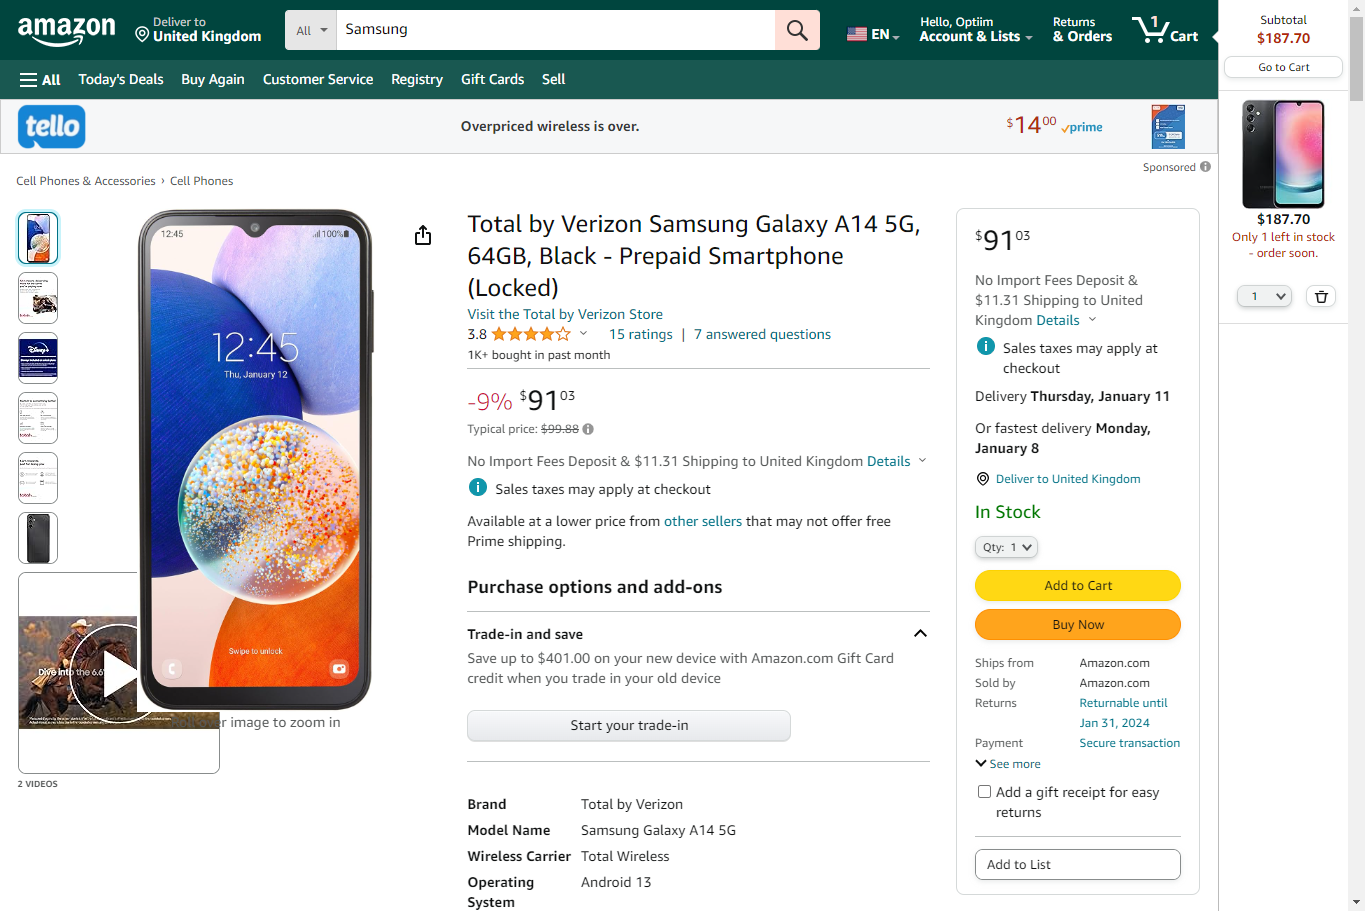 amazon
Deliver to
United Kingdom
All
Samsung
EN
Hello, Optiim
Account & Lists
Returns
& Orders
1
Cart
All
Today's Deals
Buy Again
Customer Service
Registry
Gift Cards
Sell
tello
Overpriced wireless is over.
$14 00
prime
Sponsored
Cell Phones & Accessories › Cell Phones
12:45
100%
12:45
Thu, January 12
Swipe to unlock
Disney+
Dive into the 6.6"
r image to zoom in
2 VIDEOS
Total by Verizon Samsung Galaxy A14 5G,
64GB, Black - Prepaid Smartphone
(Locked)
Visit the Total by Verizon Store
3.8
15 ratings | 7 answered questions
1K+ bought in past month
-9% $91 03
Typical price: $99.88
No Import Fees Deposit & $11.31 Shipping to United Kingdom Details
Sales taxes may apply at checkout
Available at a lower price from other sellers that may not offer free
Prime shipping.
Purchase options and add-ons
Trade-in and save
Save up to $401.00 on your new device with Amazon.com Gift Card
credit when you trade in your old device
Start your trade-in
Brand Total by Verizon
Model Name Samsung Galaxy A14 5G
Wireless Carrier Total Wireless
Operating Android 13
System
$91 03
No Import Fees Deposit &
$11.31 Shipping to United
Kingdom Details
Sales taxes may apply at
checkout
Delivery Thursday, January 11
Or fastest delivery Monday,
January 8
Deliver to United Kingdom
In Stock
Qty: 1
Add to Cart
Buy Now
Ships from Amazon.com
Sold by Amazon.com
Returns Returnable until
Jan 31, 2024
Payment Secure transaction
See more
Add a gift receipt for easy
returns
Add to List
Subtotal
$187.70
Go to Cart
$187.70
Only 1 left in stock
- order soon.
1